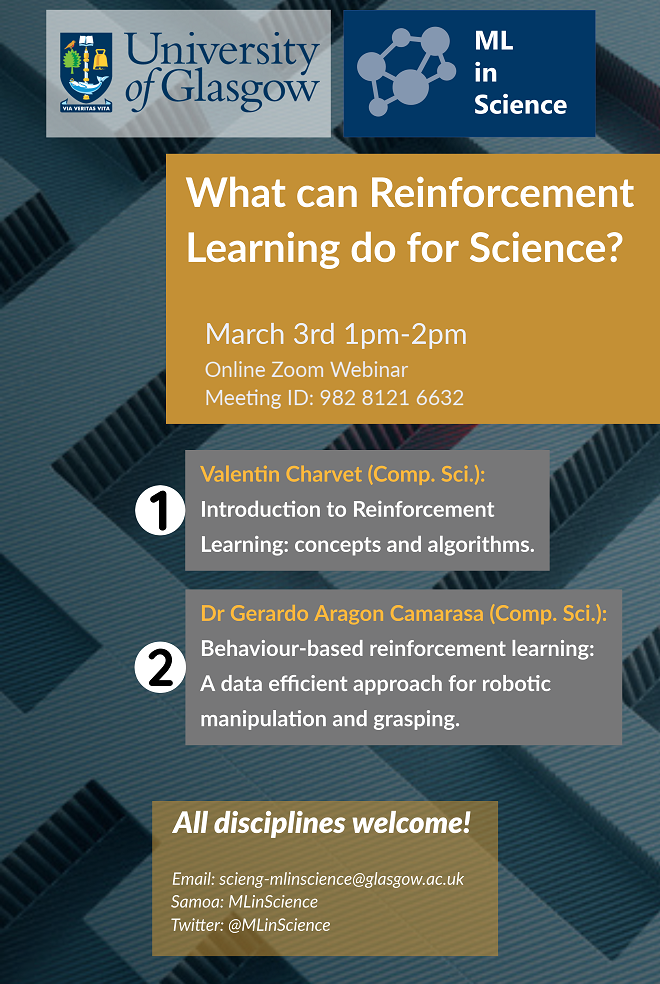 University
of Glasgow
VIA VERITAS VITA
ML
in
Science
What can Reinforcement
Learning do for Science?
March 3rd 1pm-2pm
Online Zoom Webinar
Meeting ID: 982 8121 6632
1
Valentin Charvet (Comp. Sci.):
Introduction to Reinforcement
Learning: concepts and algorithms.
2
Dr Gerardo Aragon Camarasa (Comp. Sci.):
Behaviour-based reinforcement learning:
A data efficient approach for robotic
manipulation and grasping.
All disciplines welcome!
Email: scieng-mlinscience@glasgow.ac.uk
Samoa: MLinScience
Twitter: @MLinScience